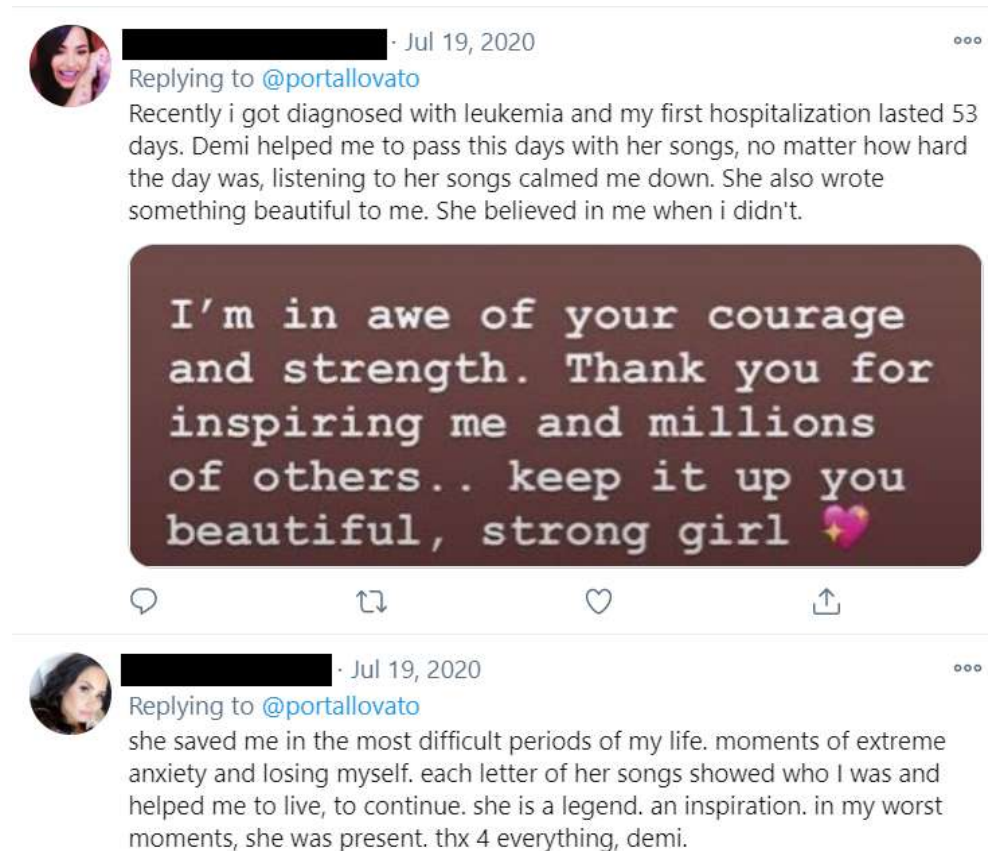 · Jul 19, 2020
Replying to @portallovato
Recently i got diagnosed with leukemia and my first hospitalization lasted 53
days. Demi helped me to pass this days with her songs, no matter how hard
the day was, listening to her songs calmed me down. She also wrote
something beautiful to me. She believed in me when i didn't.
I'm in awe of your courage
and strength. Thank you for
inspiring me and millions
of others.. keep it up you
beautiful, strong girl 💖
· Jul 19, 2020
Replying to @portallovato
she saved me in the most difficult periods of my life. moments of extreme
anxiety and losing myself. each letter of her songs showed who I was and
helped me to live, to continue. she is a legend. an inspiration. in my worst
moments, she was present. thx 4 everything, demi.